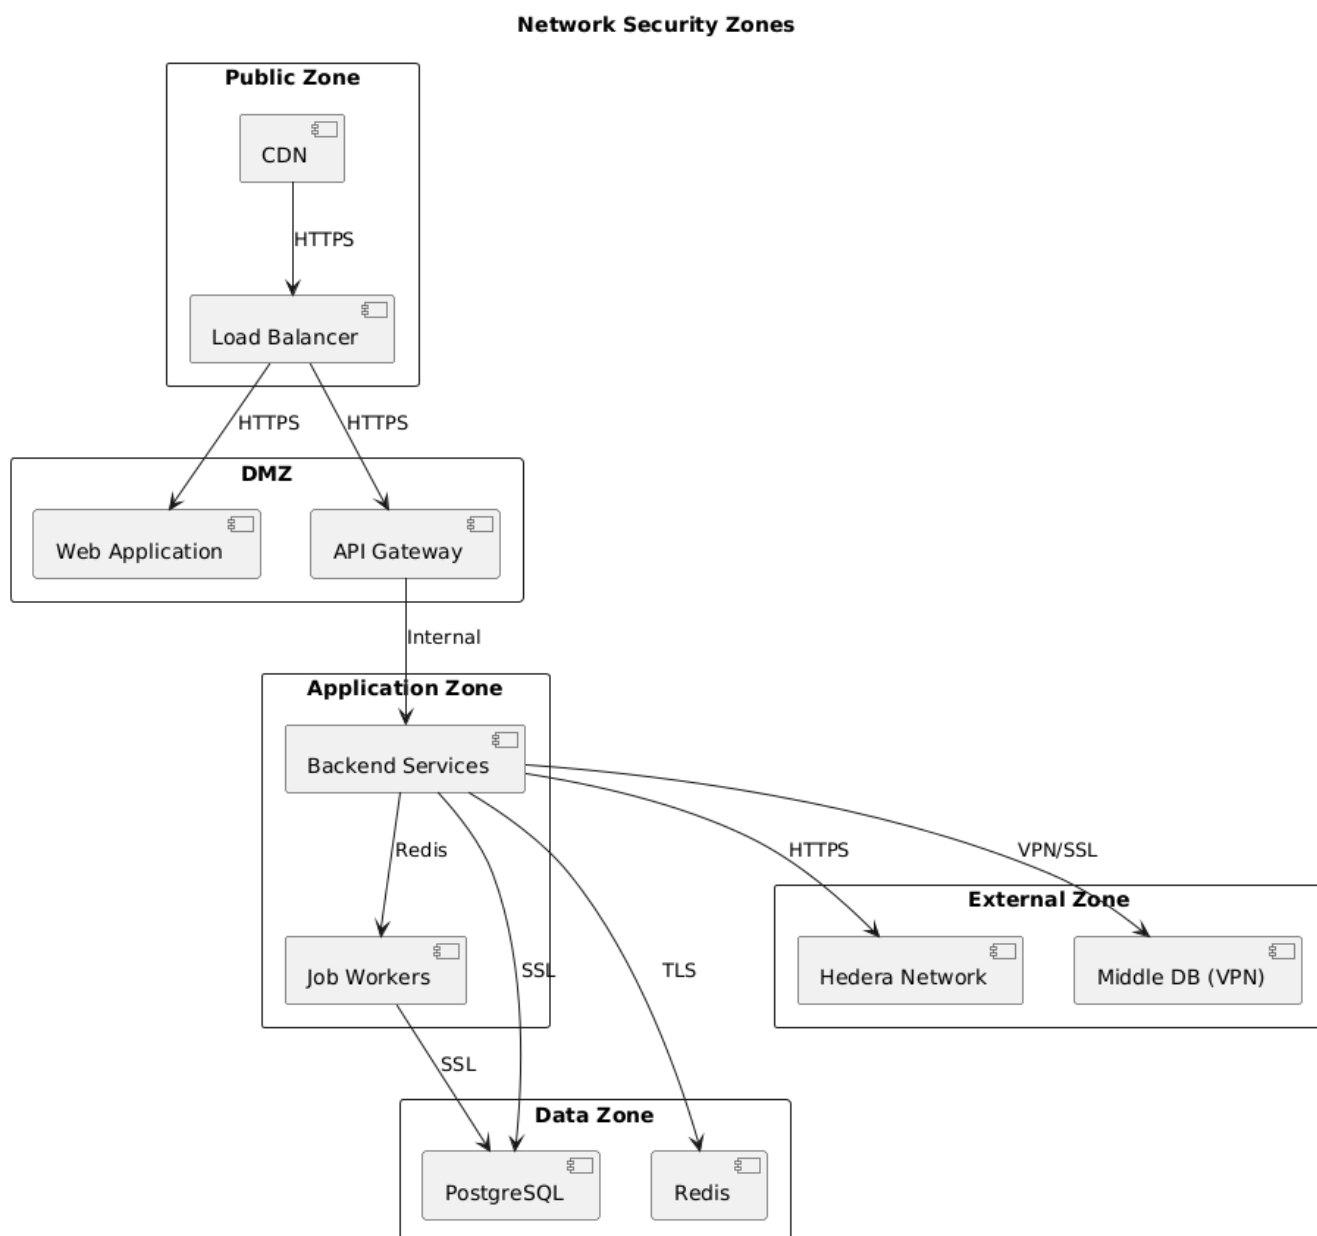 Network Security Zones
Public Zone
CDN
HTTPS
Load Balancer
HTTPS
HTTPS
DMZ
Web Application
API Gateway
Internal
Application Zone
Backend Services
Redis
HTTPS
VPN/SSL
External Zone
Job Workers
SSL
TLS
Hedera Network
Middle DB (VPN)
SSL
Data Zone
PostgreSQL
Redis